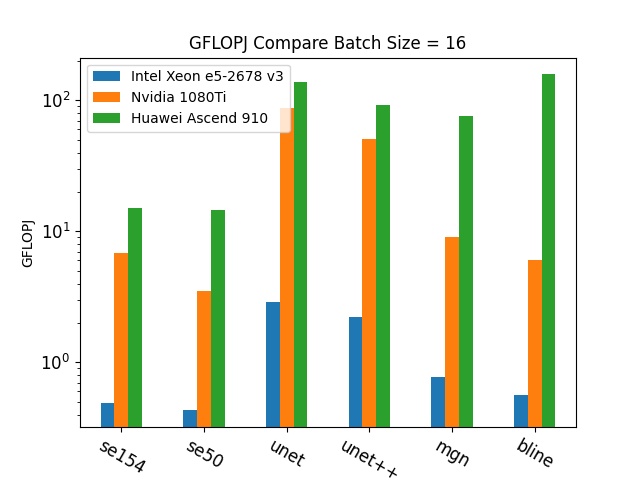 GFLOPJ Compare Batch Size = 16
Intel Xeon e5-2678 v3
Nvidia 1080Ti
Huawei Ascend 910
GFLOPJ
10²
10¹
10⁰
se154
se50
unet
unet++
mgn
bline